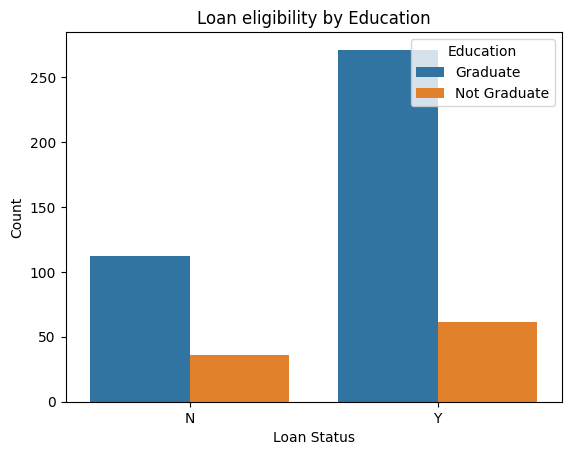 Loan eligibility by Education
Education
Graduate
Not Graduate
250
200
150
100
50
0
Count
N
Y
Loan Status